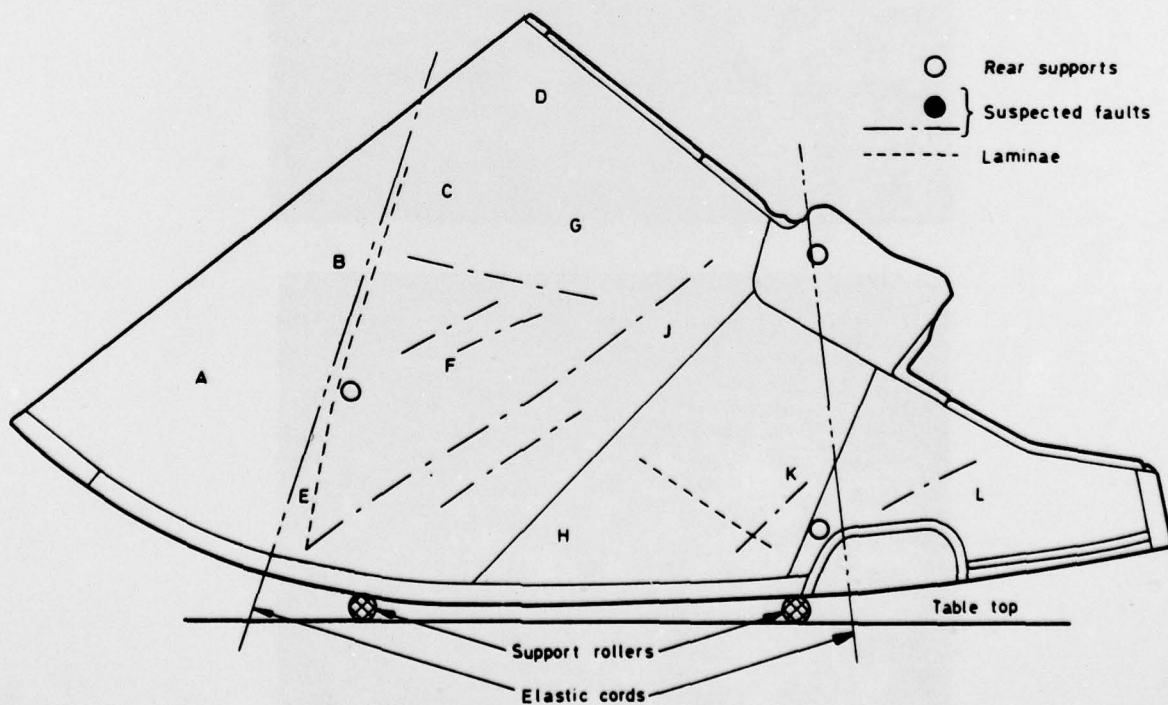 Rear supports
Suspected faults
Laminae
D
C
G
B
J
F
A
K
E
L
H
Table top
Support rollers
Elastic cords